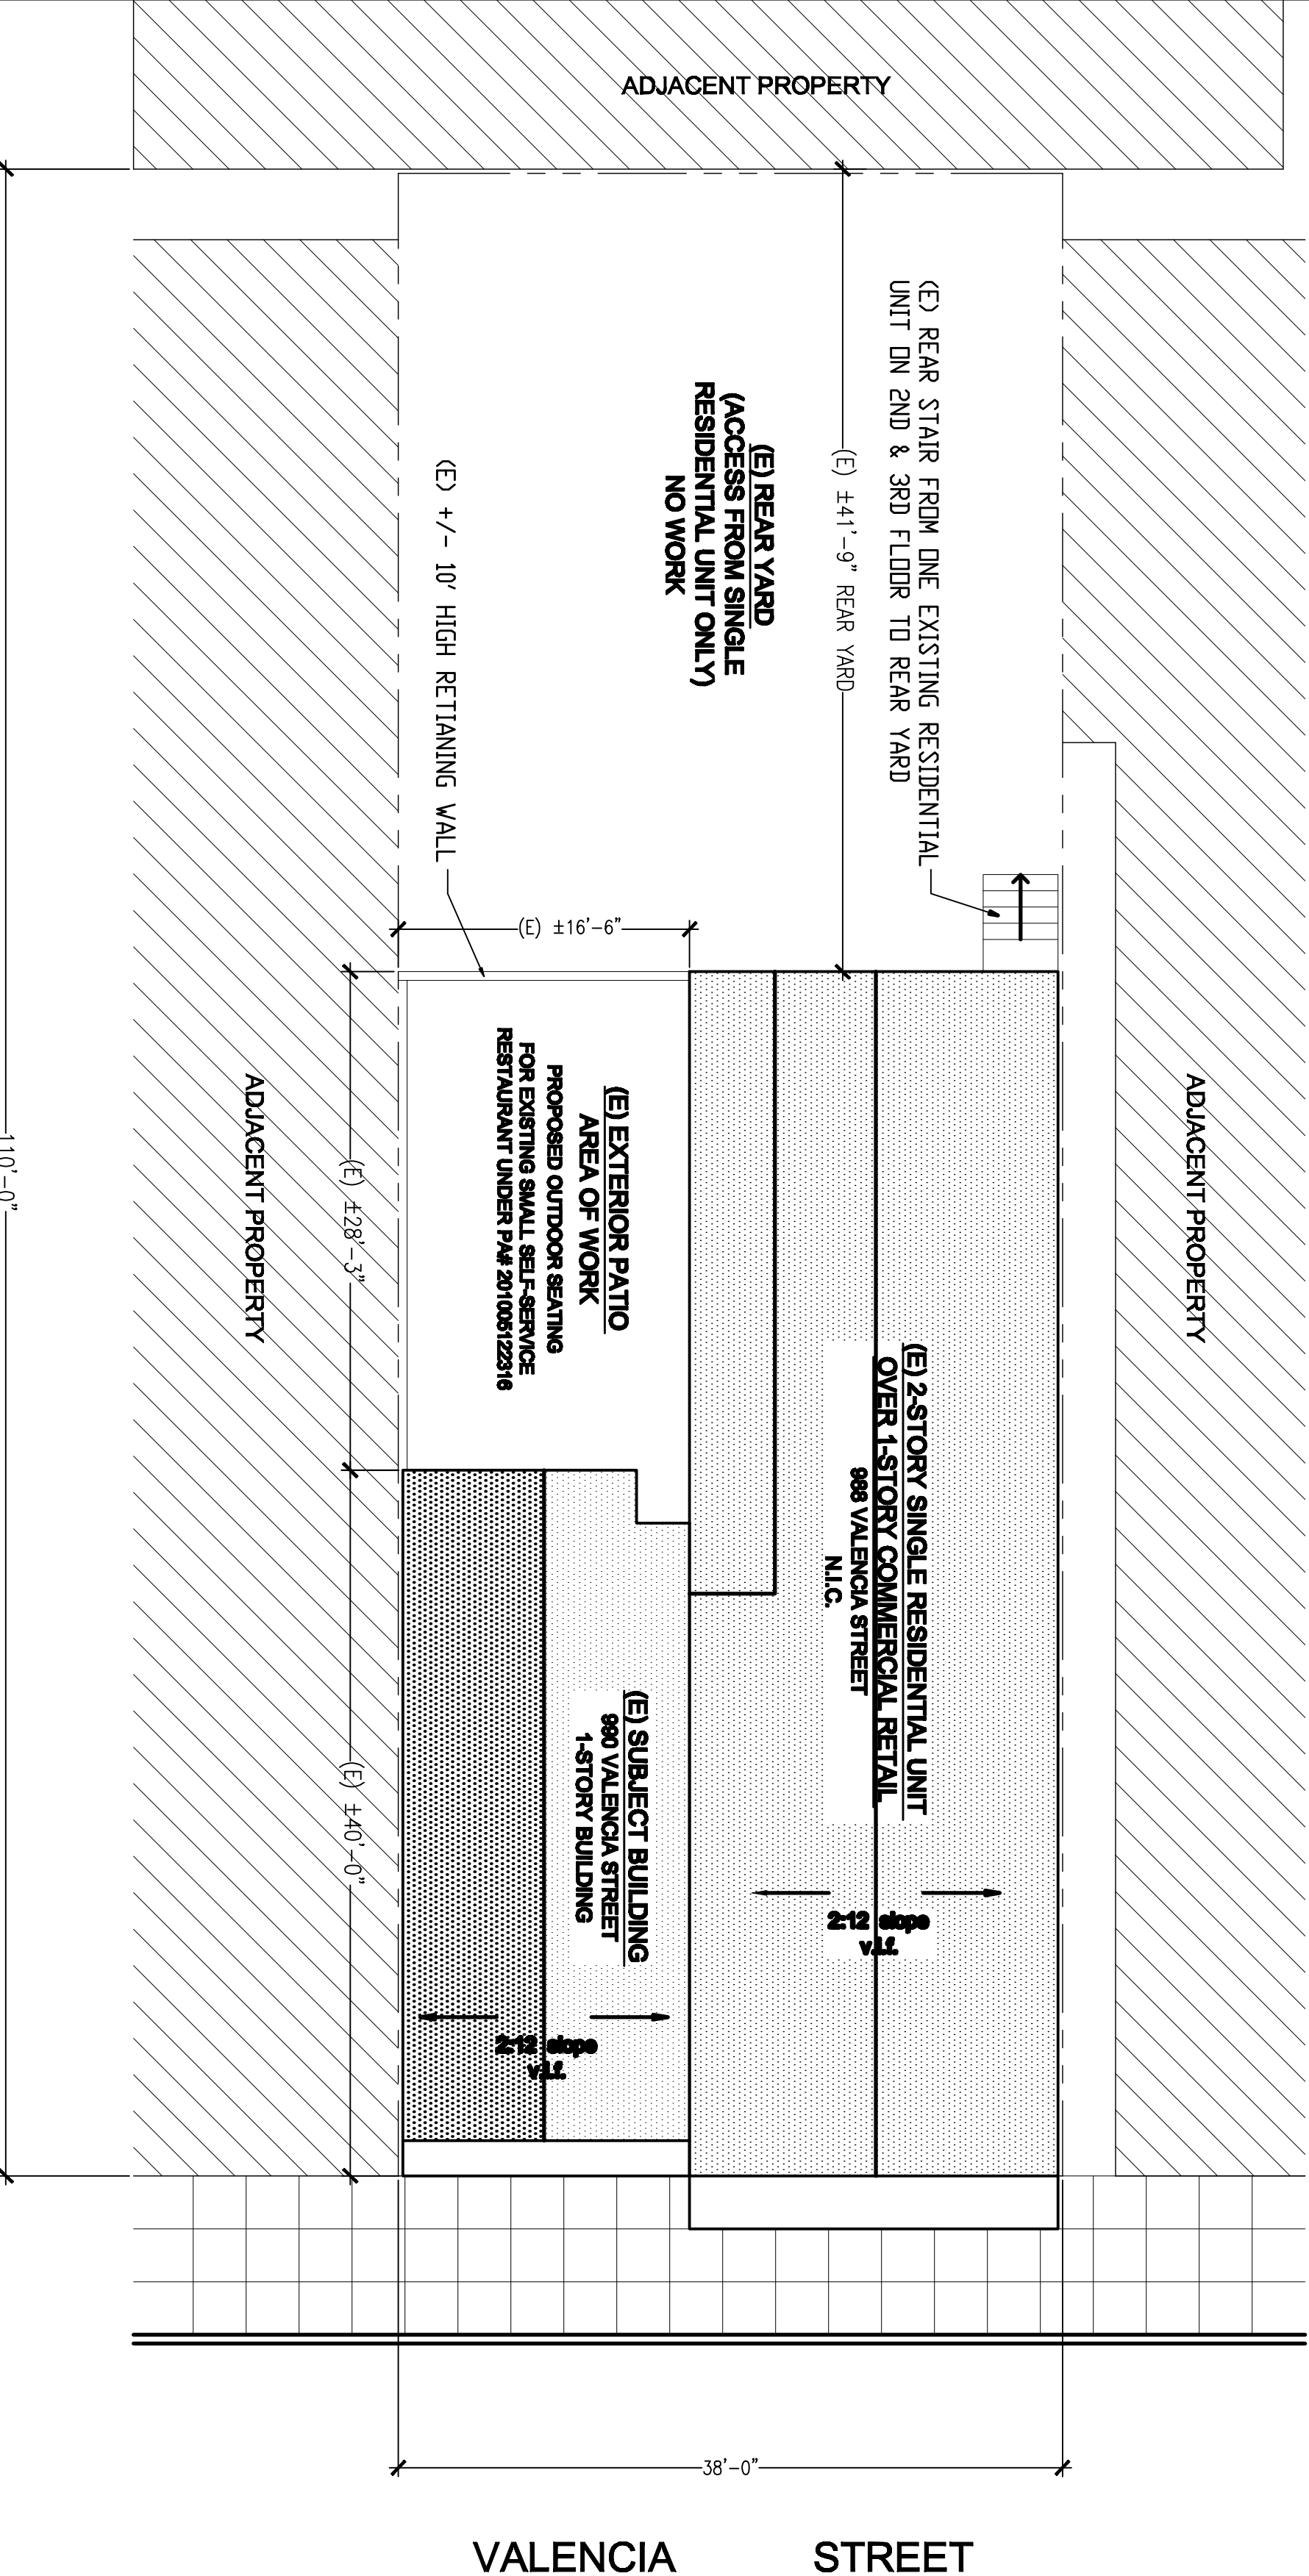 ADJACENT PROPERTY
(E) REAR STAIR FROM ONE EXISTING RESIDENTIAL
UNIT ON 2ND & 3RD FLOOR TO REAR YARD
(E) ±41'-9" REAR YARD
(E) REAR YARD
(ACCESS FROM SINGLE
RESIDENTIAL UNIT ONLY)
NO WORK
(E) +/- 10' HIGH RETIANING WALL
(E) ±16'-6"
ADJACENT PROPERTY
(E) 2-STORY SINGLE RESIDENTIAL UNIT
OVER 1-STORY COMMERCIAL RETAIL
988 VALENCIA STREET
N.I.C.
2:12 slope
v.i.f.
(E) EXTERIOR PATIO
AREA OF WORK
PROPOSED OUTDOOR SEATING
FOR EXISTING SMALL SELF-SERVICE
RESTAURANT UNDER PA# 201005122316
(E) SUBJECT BUILDING
990 VALENCIA STREET
1-STORY BUILDING
2:12 slope
v.i.f.
(E) ±28'-3"
(E) ±40'-0"
ADJACENT PROPERTY
110'-0"
38'-0"
VALENCIA STREET